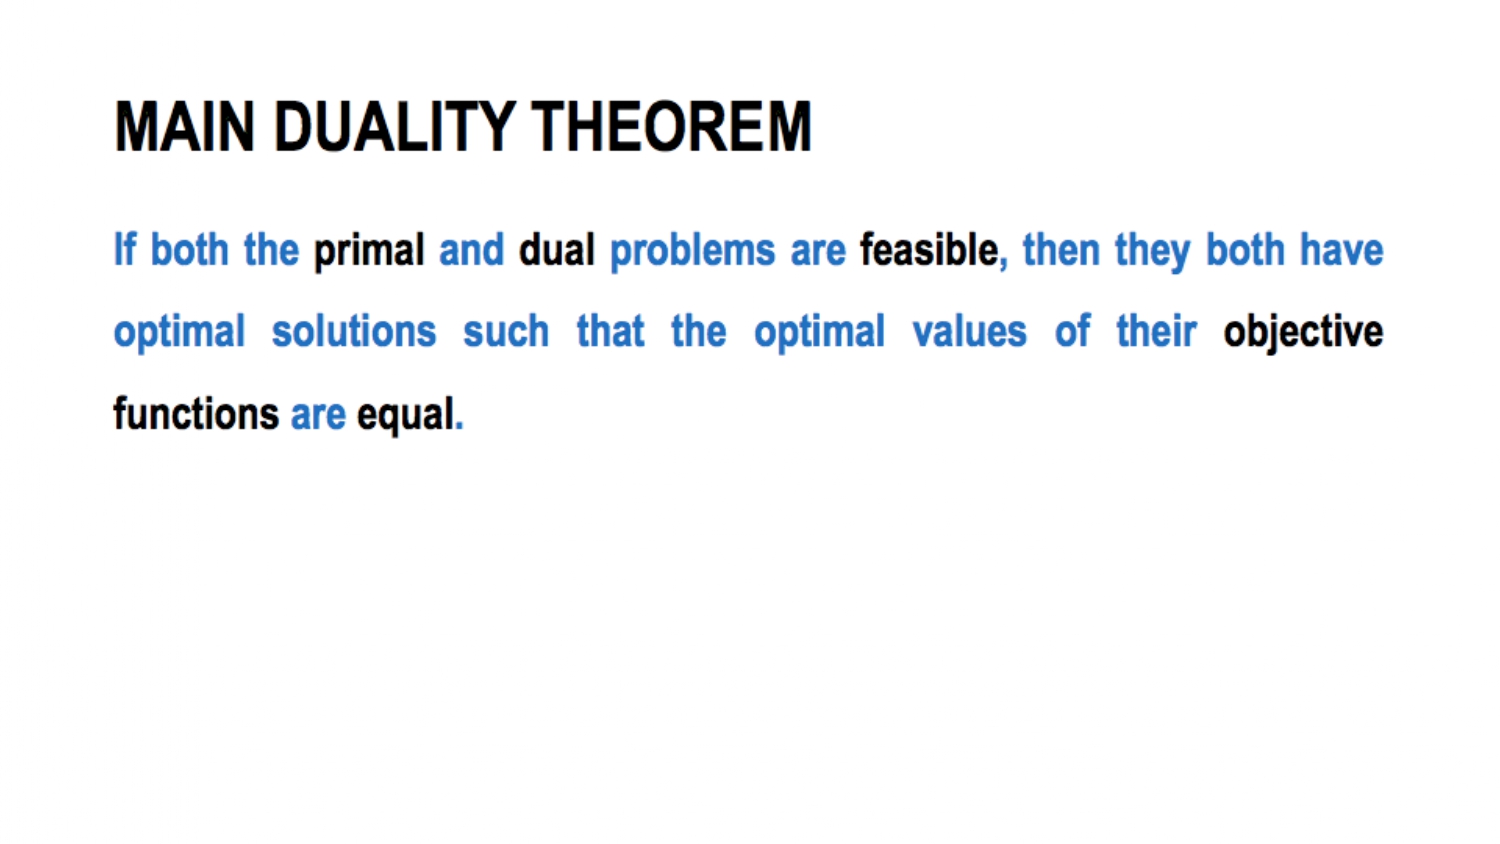 MAIN DUALITY THEOREM
If both the primal and dual problems are feasible, then they both have
optimal solutions such that the optimal values of their objective
functions are equal.